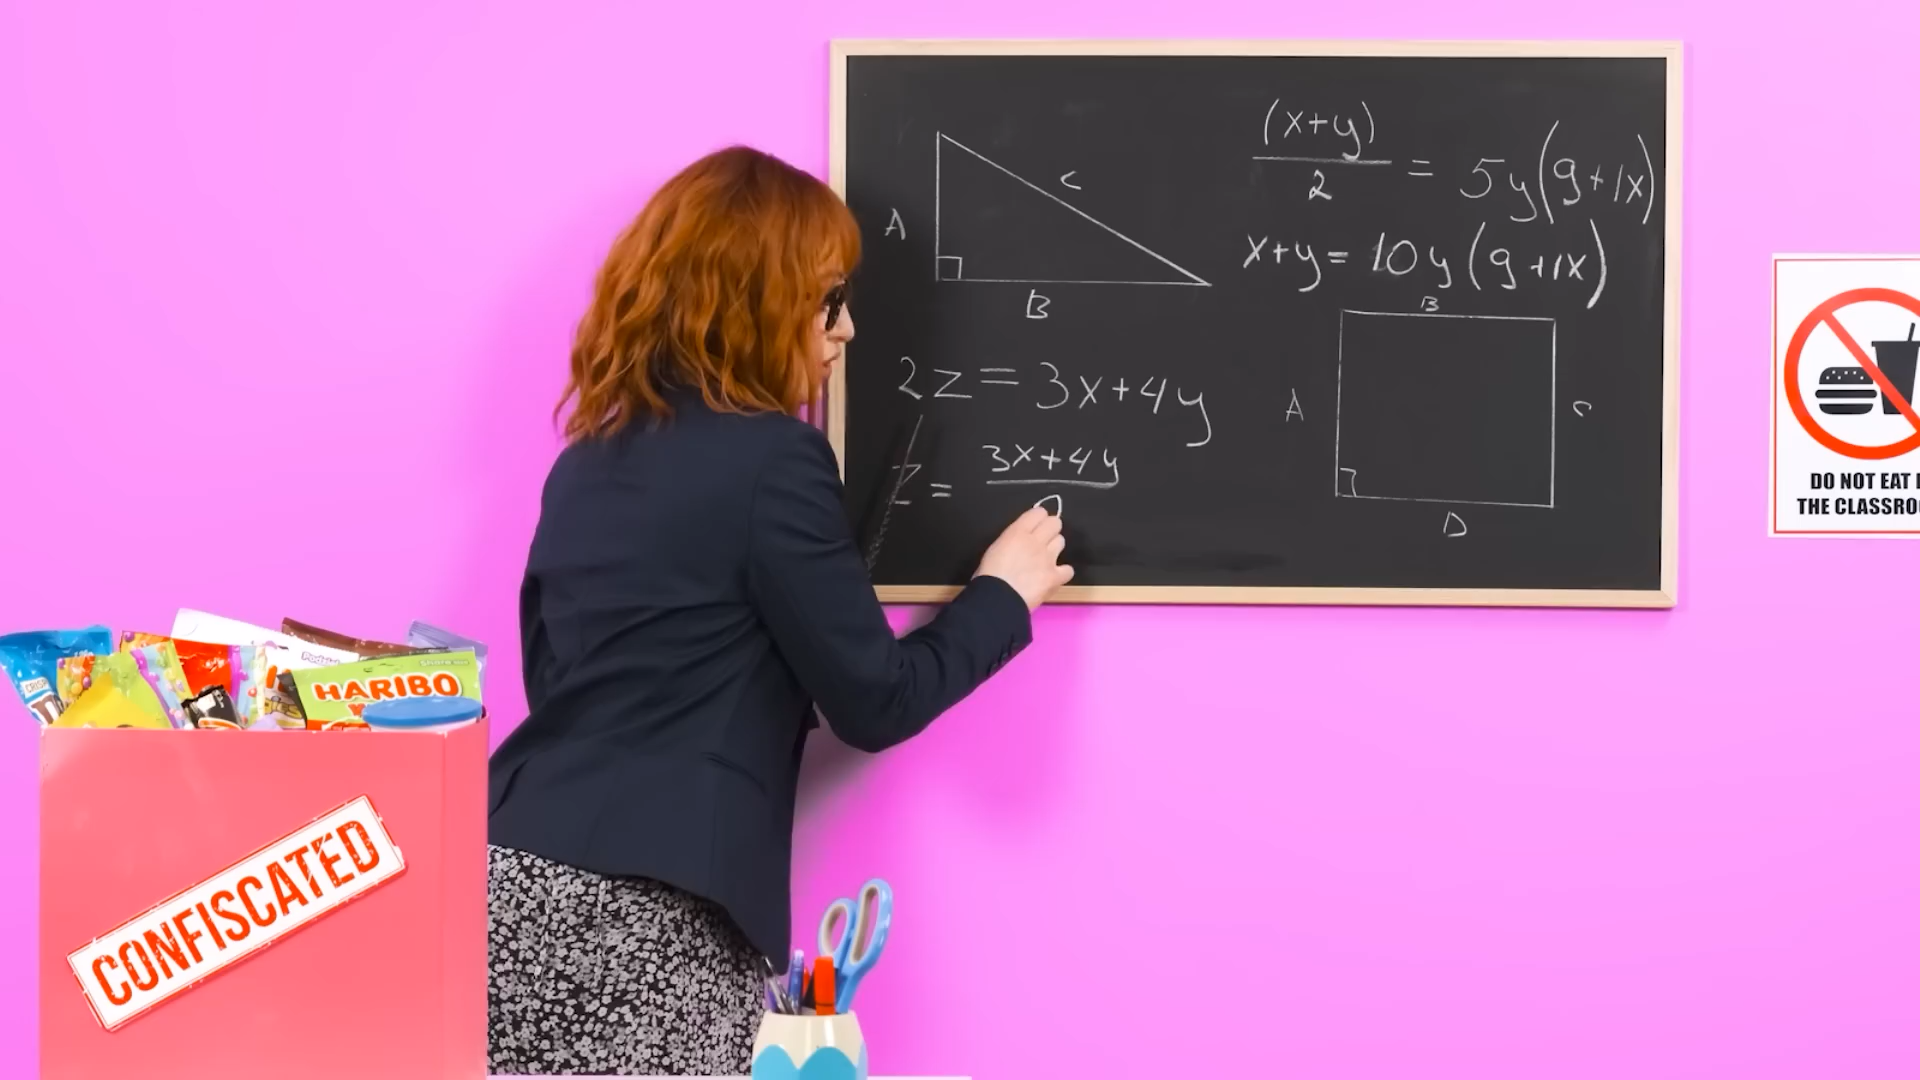 A
C
B
(x+y)
2
= 5y(9+1x)
x+y= 10y(9+1x)
B
A
C
D
2z = 3x+4y
z = 3x+4y
DO NOT EAT
THE CLASSRO
CRISP
HARIBO
CONFISCATED